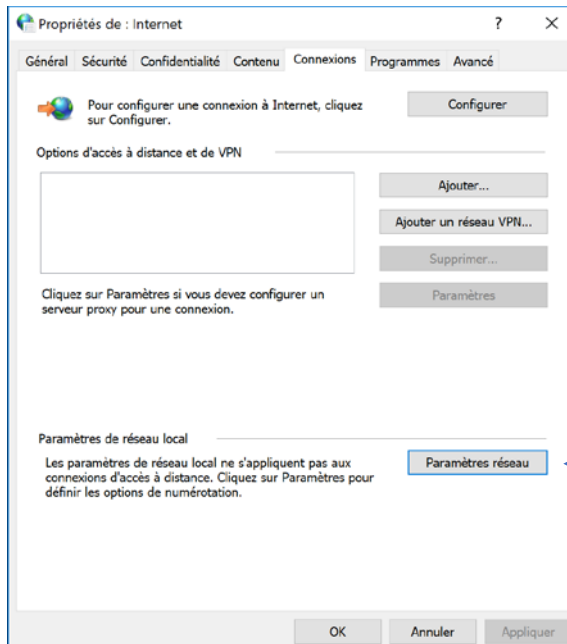 Propriétés de : Internet
Général Sécurité Confidentialité Contenu Connexions Programmes Avancé
Pour configurer une connexion à Internet, cliquez
sur Configurer.
Configurer
Options d'accès à distance et de VPN
Ajouter...
Ajouter un réseau VPN...
Supprimer...
Cliquez sur Paramètres si vous devez configurer un
serveur proxy pour une connexion.
Paramètres
Paramètres de réseau local
Les paramètres de réseau local ne s'appliquent pas aux
connexions d'accès à distance. Cliquez sur Paramètres pour
définir les options de numérotation.
Paramètres réseau
OK Annuler Appliquer